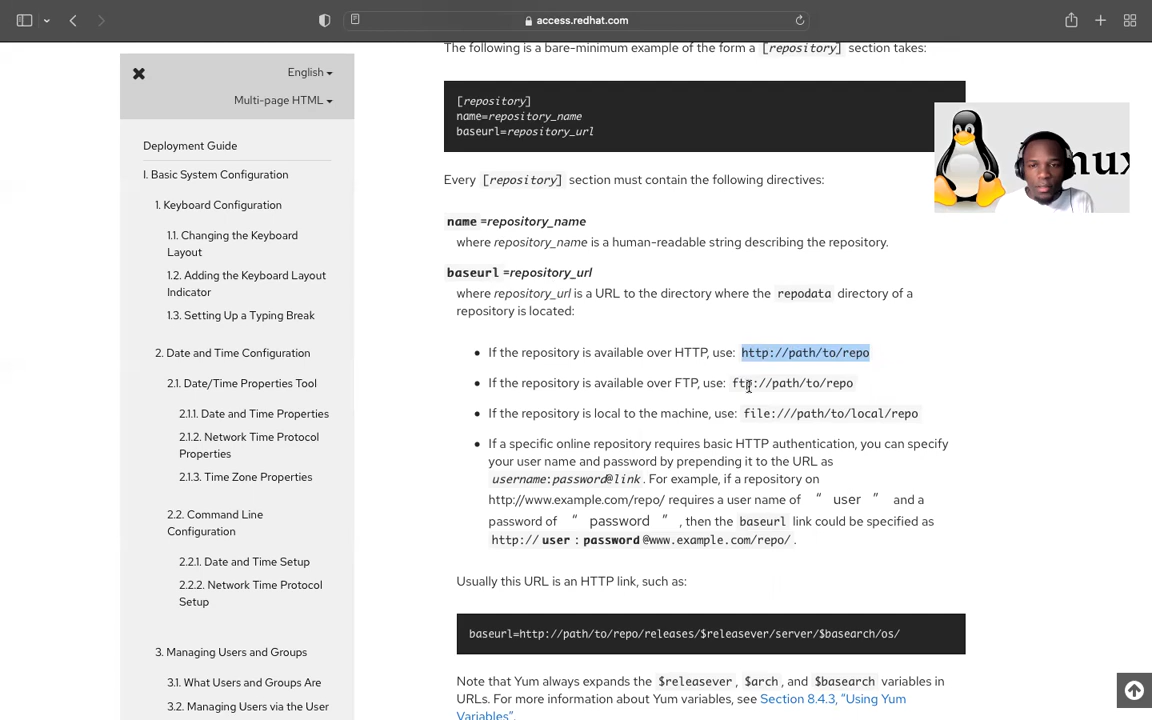 access.redhat.com
The following is a bare-minimum example of the form a [repository] section takes:
English
Multi-page HTML
[repository]
name=repository_name
baseurl=repository_url
nux
Deployment Guide
I. Basic System Configuration
1. Keyboard Configuration
1.1. Changing the Keyboard
Layout
1.2. Adding the Keyboard Layout
Indicator
1.3. Setting Up a Typing Break
2. Date and Time Configuration
2.1. Date/Time Properties Tool
2.1.1. Date and Time Properties
2.1.2. Network Time Protocol
Properties
2.1.3. Time Zone Properties
2.2. Command Line
Configuration
2.2.1. Date and Time Setup
2.2.2. Network Time Protocol
Setup
3. Managing Users and Groups
3.1. What Users and Groups Are
3.2. Managing Users via the User
Every [repository] section must contain the following directives:
name =repository_name
where repository_name is a human-readable string describing the repository.
baseurl =repository_url
where repository_url is a URL to the directory where the repodata directory of a
repository is located:
• If the repository is available over HTTP, use: http://path/to/repo
• If the repository is available over FTP, use: ftp://path/to/repo
• If the repository is local to the machine, use: file:///path/to/local/repo
• If a specific online repository requires basic HTTP authentication, you can specify
your user name and password by prepending it to the URL as
username:password@link. For example, if a repository on
http://www.example.com/repo/ requires a user name of “ user ” and a
password of “ password ”, then the baseurl link could be specified as
http:// user : password @www.example.com/repo/ .
Usually this URL is an HTTP link, such as:
baseurl=http://path/to/repo/releases/$releasever/server/$basearch/os/
Note that Yum always expands the $releasever, $arch, and $basearch variables in
URLs. For more information about Yum variables, see Section 8.4.3, “Using Yum
Variables”.